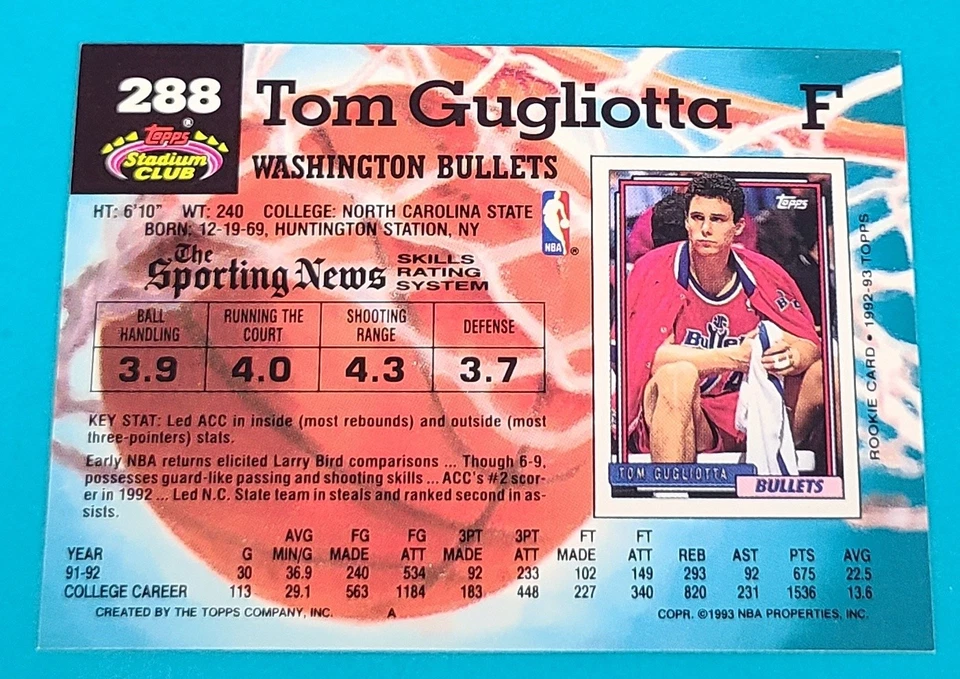 288
Topps®
Stadium
CLUB
Tom Gugliotta F
WASHINGTON BULLETS
HT: 6'10" WT: 240 COLLEGE: NORTH CAROLINA STATE
BORN: 12-19-69, HUNTINGTON STATION, NY
NBA ®
The
Sporting News
SKILLS
RATING
SYSTEM
BALL HANDLING RUNNING THE COURT SHOOTING RANGE DEFENSE
3.9 4.0 4.3 3.7
KEY STAT: Led ACC in inside (most rebounds) and outside (most
three-pointers) stats.
Early NBA returns elicited Larry Bird comparisons ... Though 6-9,
possesses guard-like passing and shooting skills ... ACC's #2 scor-
er in 1992 ... Led N.C. State team in steals and ranked second in as-
sists.
Topps
Bullets
TOM GUGLIOTTA
BULLETS
ROOKIE CARD • 1992-93 TOPPS
YEAR G AVG MIN/G FG MADE FG ATT 3PT MADE 3PT ATT FT MADE FT ATT REB AST PTS AVG
91-92 30 36.9 240 534 92 233 102 149 293 92 675 22.5
COLLEGE CAREER 113 29.1 563 1184 183 448 227 340 820 231 1536 13.6
CREATED BY THE TOPPS COMPANY, INC. A COPR. ©1993 NBA PROPERTIES, INC.